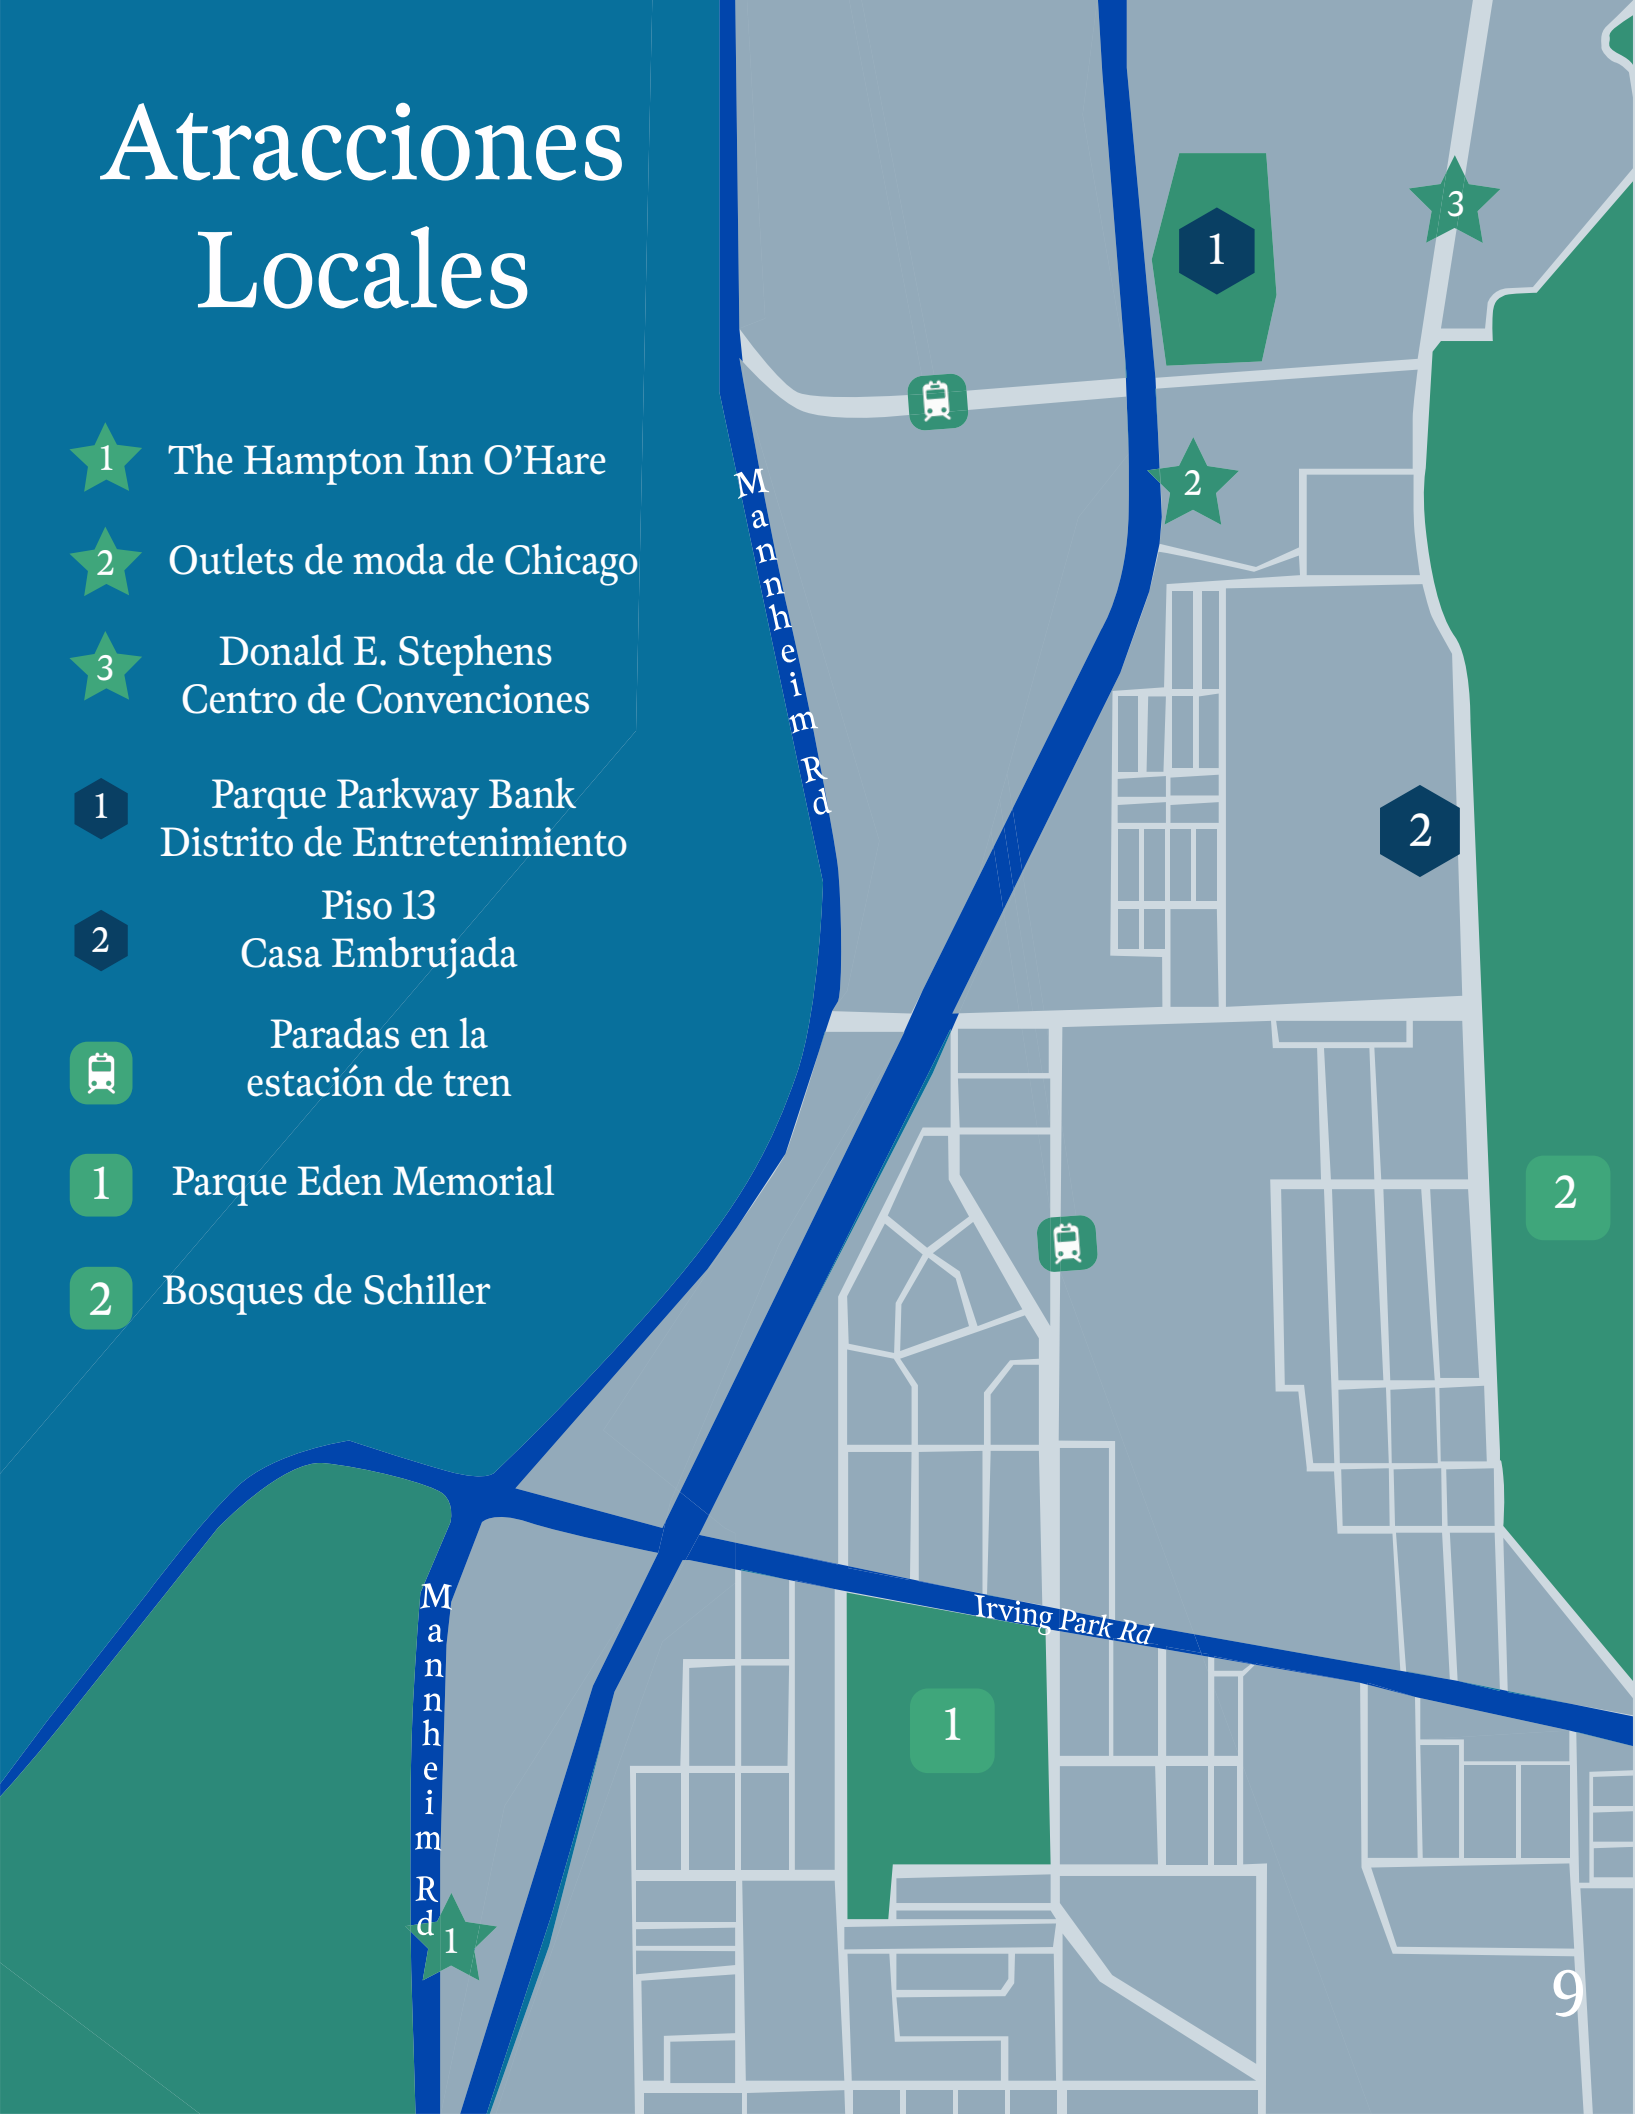 Atracciones
Locales
1 The Hampton Inn O’Hare
2 Outlets de moda de Chicago
3 Donald E. Stephens
Centro de Convenciones
1 Parque Parkway Bank
Distrito de Entretenimiento
2 Piso 13
Casa Embrujada
Paradas en la
estación de tren
1 Parque Eden Memorial
2 Bosques de Schiller
3
1
2
Mannheim Rd
2
2
Irving Park Rd
1
Mannheim Rd
1
9